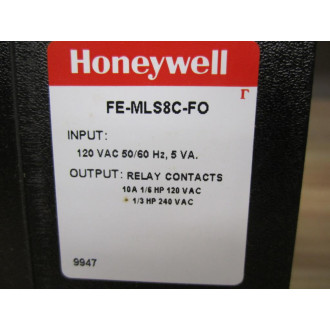 Honeywell
FE-MLS8C-FO
INPUT:
120 VAC 50/60 Hz, 5 VA.
OUTPUT: RELAY CONTACTS
10A 1/6 HP 120 VAC
1/3 HP 240 VAC
9947